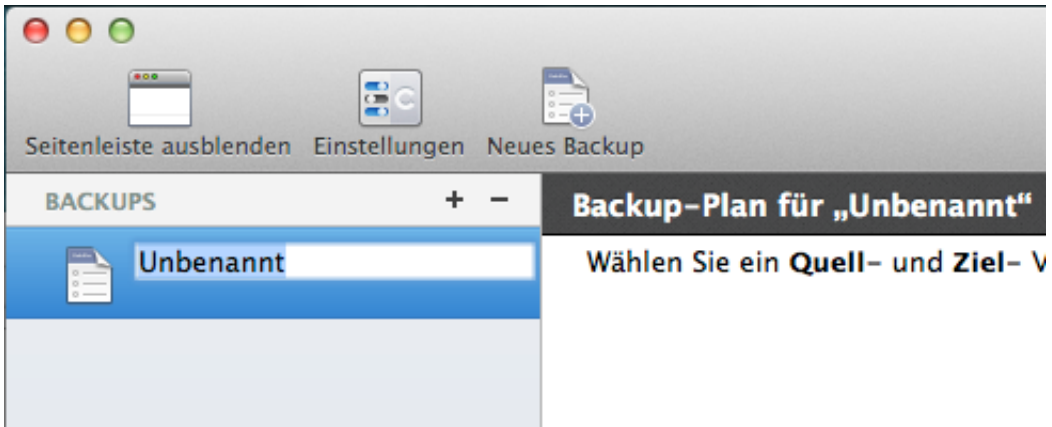 Seitenleiste ausblenden Einstellungen Neues Backup
BACKUPS + −
Backup-Plan für „Unbenannt“
Unbenannt
Wählen Sie ein Quell- und Ziel- V